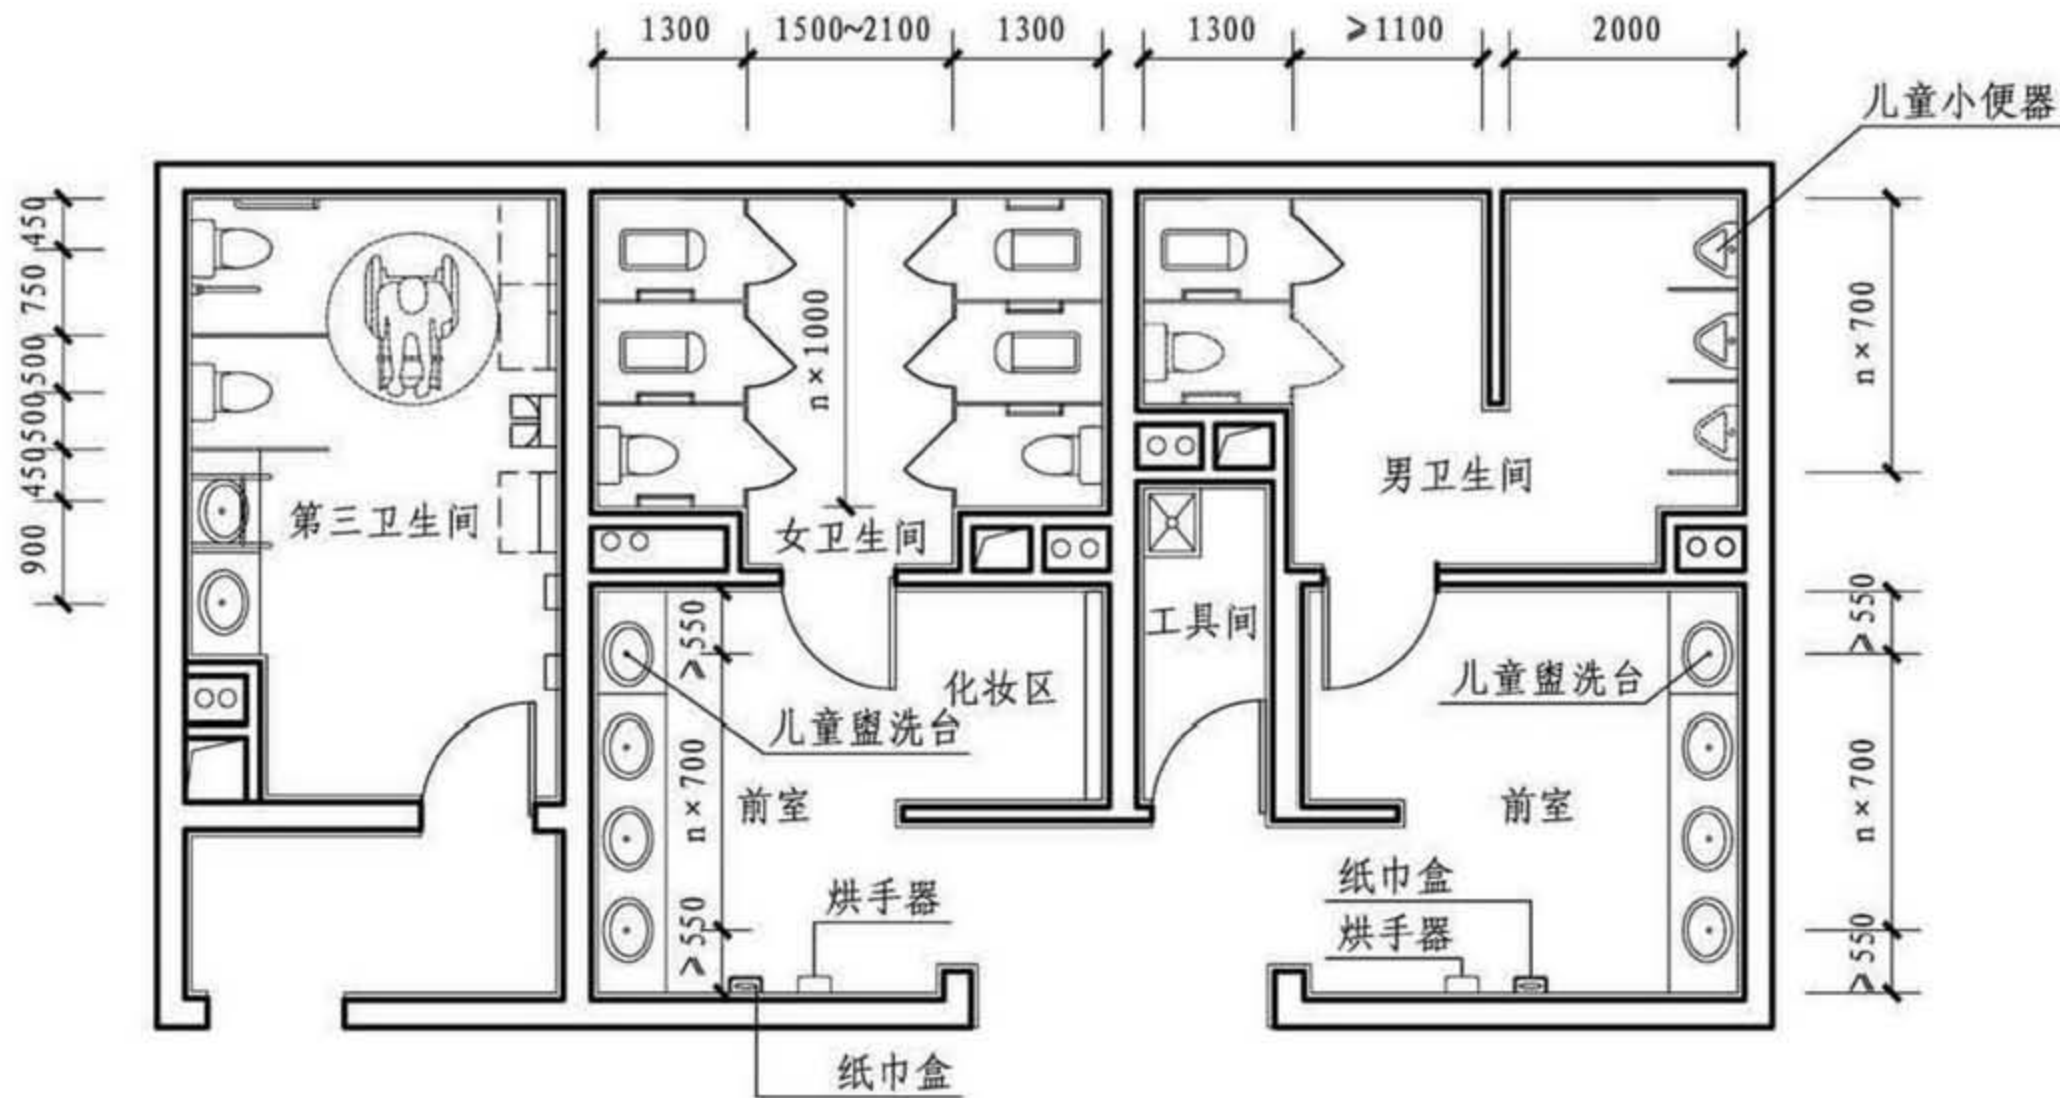 1300
1500~2100
1300
1300
≥1100
2000
儿童小便器
450
750
500
500
450
900
n×1000
n×700
第三卫生间
女卫生间
男卫生间
工具间
≥550
n×700
≥550
儿童盥洗台
化妆区
前室
烘手器
纸巾盒
儿童盥洗台
前室
纸巾盒
烘手器
≥550
n×700
≥550